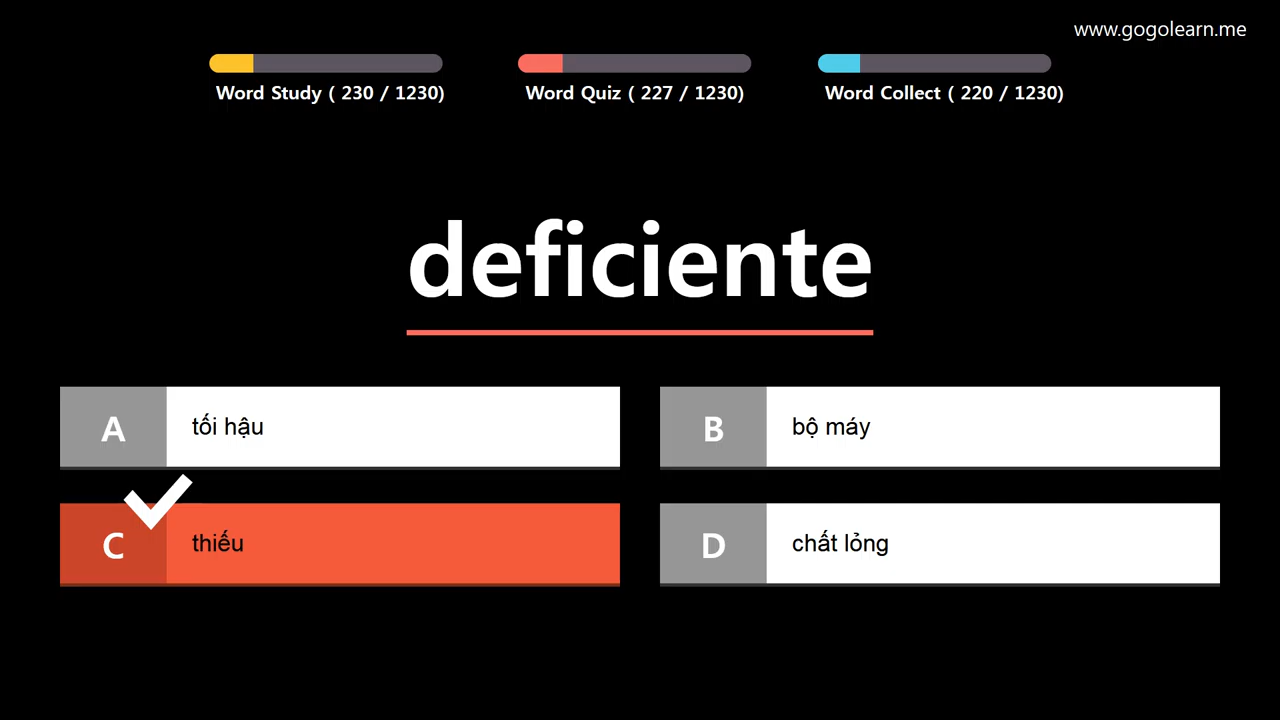 www.gogolearn.me
Word Study ( 230 / 1230)
Word Quiz ( 227 / 1230)
Word Collect ( 220 / 1230)
deficiente
A
tối hậu
B
bộ máy
C
thiếu
D
chất lỏng